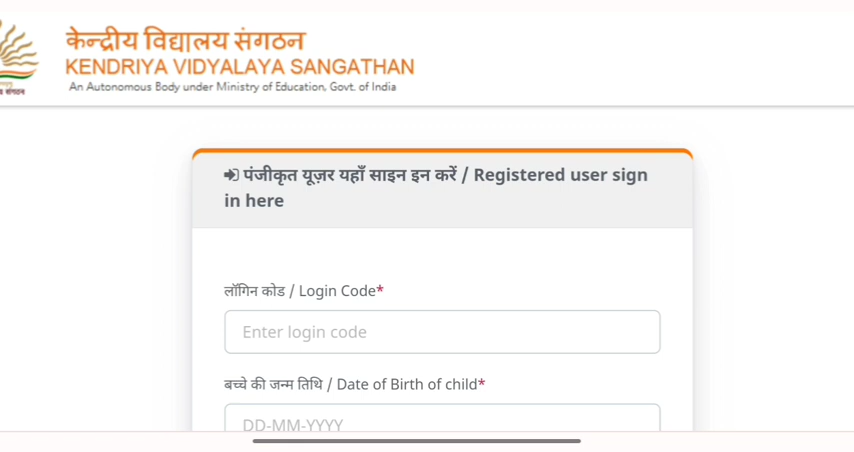 केन्द्रीय विद्यालय संगठन
KENDRIYA VIDYALAYA SANGATHAN
An Autonomous Body under Ministry of Education, Govt. of India
पंजीकृत यूज़र यहाँ साइन इन करें / Registered user sign
in here
लॉगिन कोड / Login Code*
Enter login code
बच्चे की जन्म तिथि / Date of Birth of child*
DD-MM-YYYY